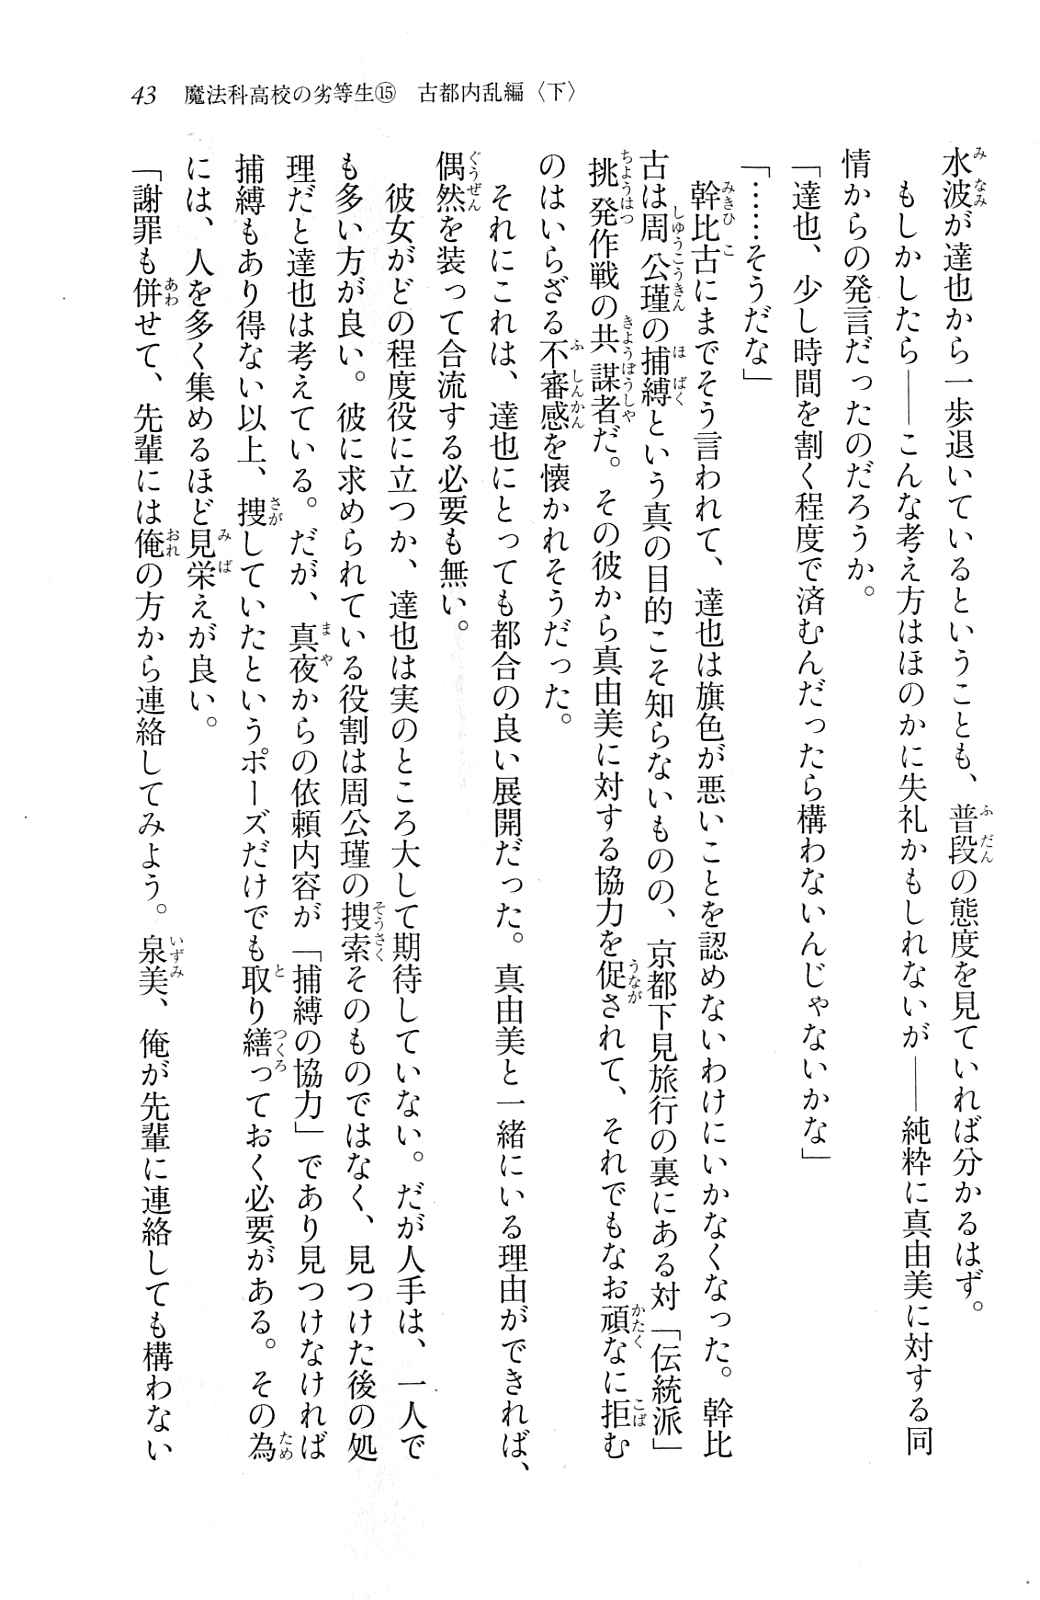 43　魔法科高校の劣等生⑮　古都内乱編〈下〉
水波が達也から一歩退いているということも、普段の態度を見ていれば分かるはず。
　もしかしたら――こんな考え方はほのかに失礼かもしれないが――純粋に真由美に対する同
情からの発言だったのだろうか。
「達也、少し時間を割く程度で済むんだったら構わないんじゃないかな」
「……そうだな」
　幹比古にまでそう言われて、達也は旗色が悪いことを認めないわけにいかなくなった。幹比
古は周公瑾の捕縛という真の目的こそ知らないものの、京都下見旅行の裏にある対「伝統派」
挑発作戦の共謀者だ。その彼から真由美に対する協力を促されて、それでもなお頑なに拒む
のはいらざる不審感を懐かれそうだった。
　それにこれは、達也にとっても都合の良い展開だった。真由美と一緒にいる理由ができれば、
偶然を装って合流する必要も無い。
　彼女がどの程度役に立つか、達也は実のところ大して期待していない。だが人手は、一人で
も多い方が良い。彼に求められている役割は周公瑾の捜索そのものではなく、見つけた後の処
理だと達也は考えている。だが、真夜からの依頼内容が「捕縛の協力」であり見つけなければ
捕縛もあり得ない以上、捜していたというポーズだけでも取り繕っておく必要がある。その為
には、人を多く集めるほど見栄えが良い。
「謝罪も併せて、先輩には俺の方から連絡してみよう。泉美、俺が先輩に連絡しても構わない